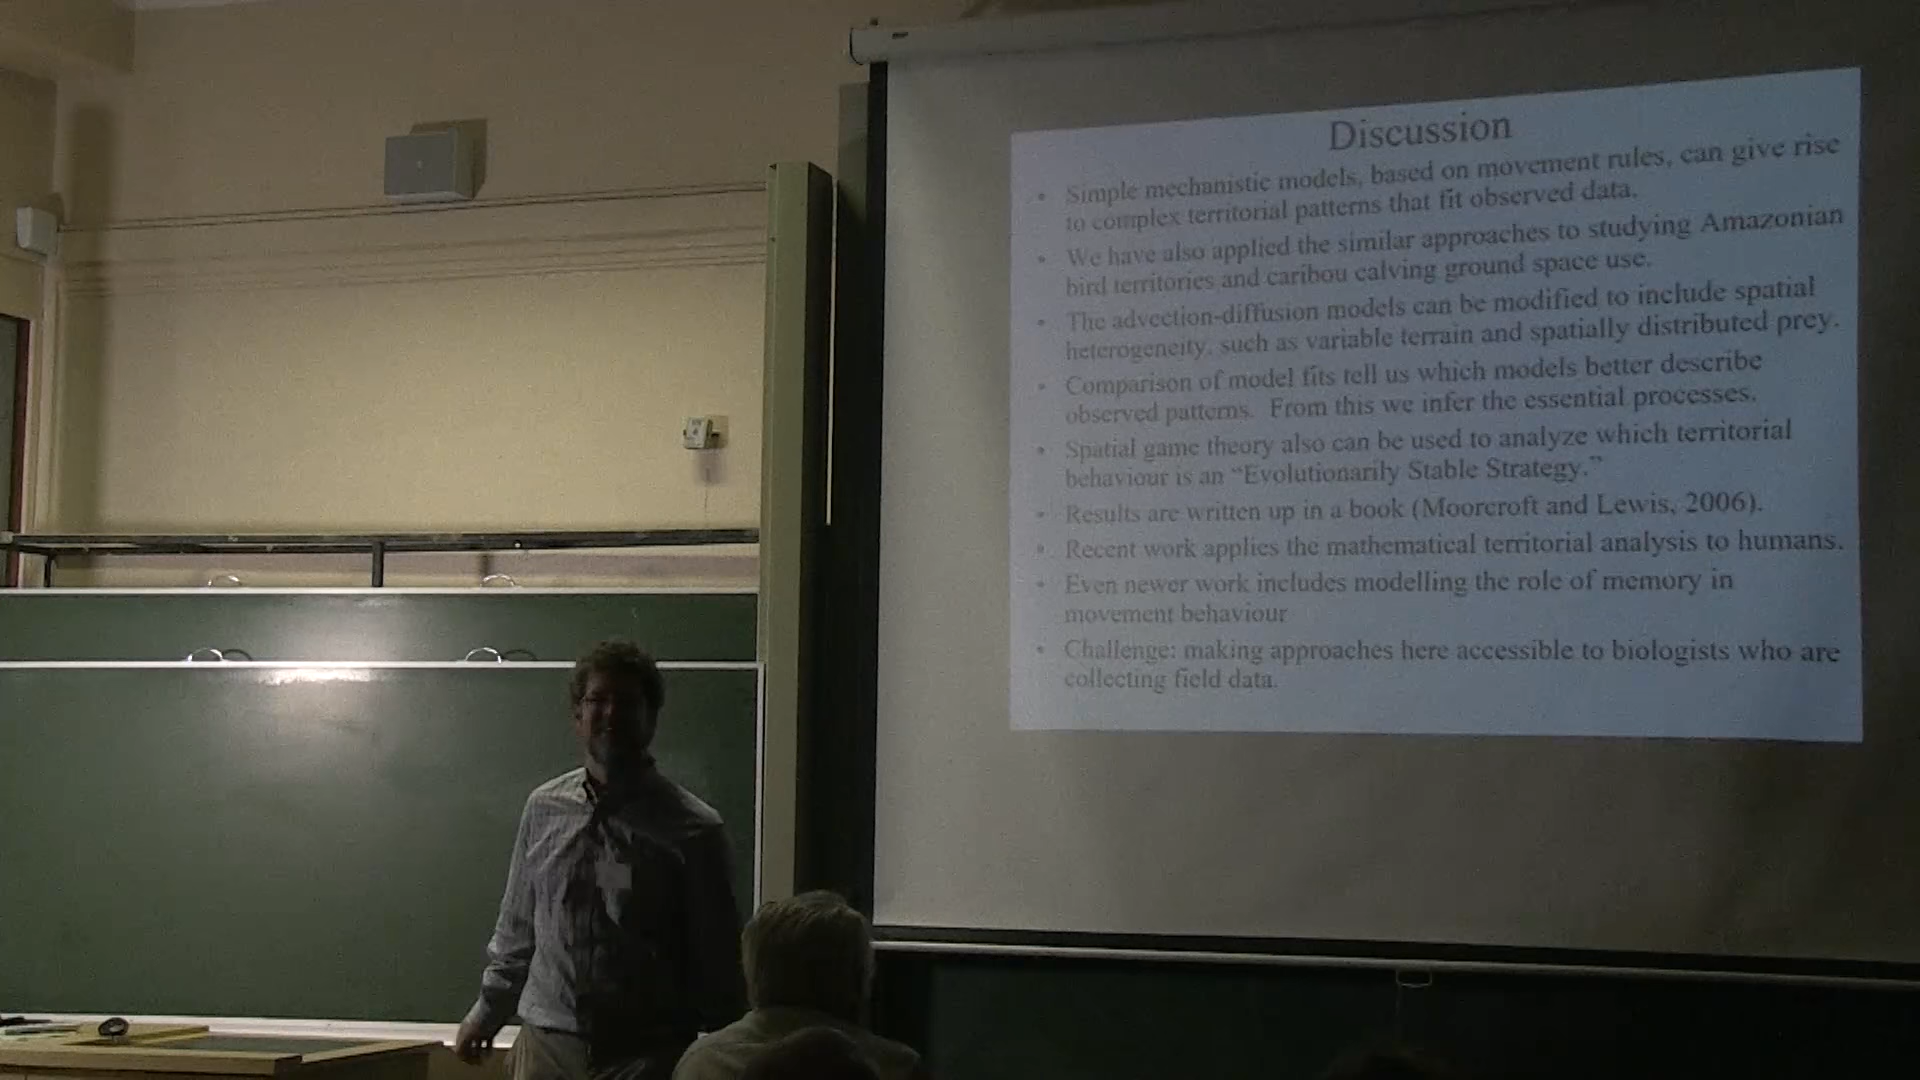 Discussion
• Simple mechanistic models, based on movement rules, can give rise
to complex territorial patterns that fit observed data.
• We have also applied the similar approaches to studying Amazonian
bird territories and caribou calving ground space use.
• The advection-diffusion models can be modified to include spatial
heterogeneity, such as variable terrain and spatially distributed prey.
• Comparison of model fits tell us which models better describe
observed patterns. From this we infer the essential processes.
• Spatial game theory also can be used to analyze which territorial
behaviour is an “Evolutionarily Stable Strategy.”
• Results are written up in a book (Moorcroft and Lewis, 2006).
• Recent work applies the mathematical territorial analysis to humans.
• Even newer work includes modelling the role of memory in
movement behaviour
• Challenge: making approaches here accessible to biologists who are
collecting field data.